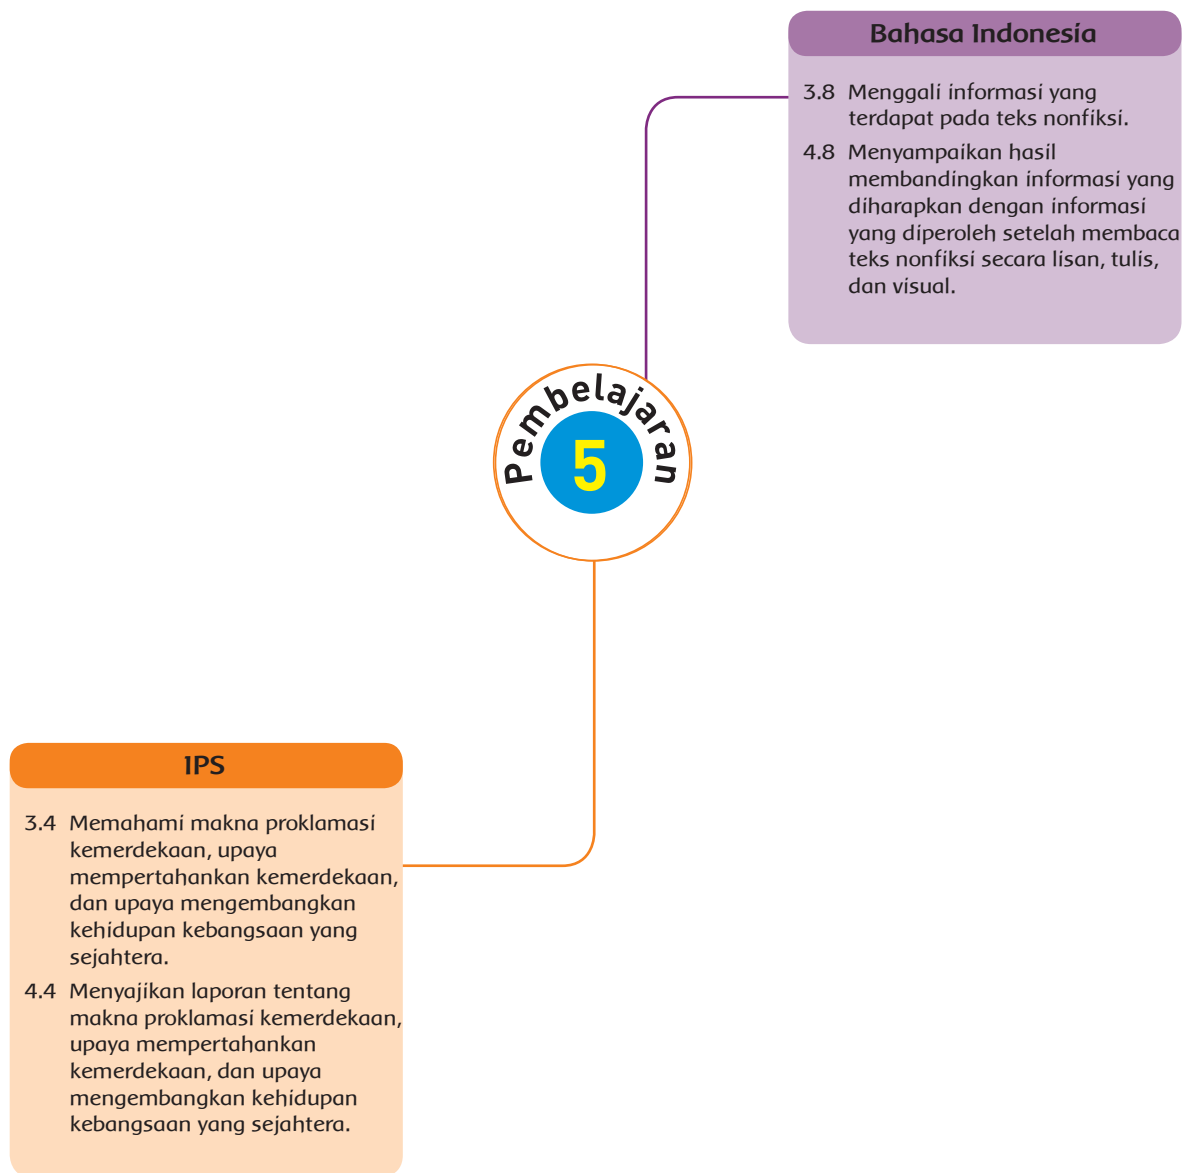 Bahasa Indonesia
3.8 Menggali informasi yang
terdapat pada teks nonfiksi.
4.8 Menyampaikan hasil
membandingkan informasi yang
diharapkan dengan informasi
yang diperoleh setelah membaca
teks nonfiksi secara lisan, tulis,
dan visual.
Pembelajaran
5
IPS
3.4 Memahami makna proklamasi
kemerdekaan, upaya
mempertahankan kemerdekaan,
dan upaya mengembangkan
kehidupan kebangsaan yang
sejahtera.
4.4 Menyajikan laporan tentang
makna proklamasi kemerdekaan,
upaya mempertahankan
kemerdekaan, dan upaya
mengembangkan kehidupan
kebangsaan yang sejahtera.